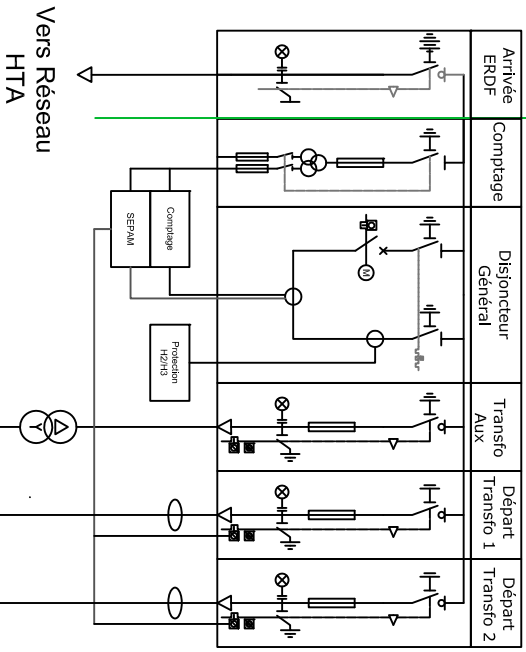 Arrivée
ERDF
Comptage
Disjoncteur
Général
Transfo
Aux
Départ
Transfo 1
Départ
Transfo 2
Vers Réseau
HTA
Comptage
SEPAM
M
Protection
H2/H3